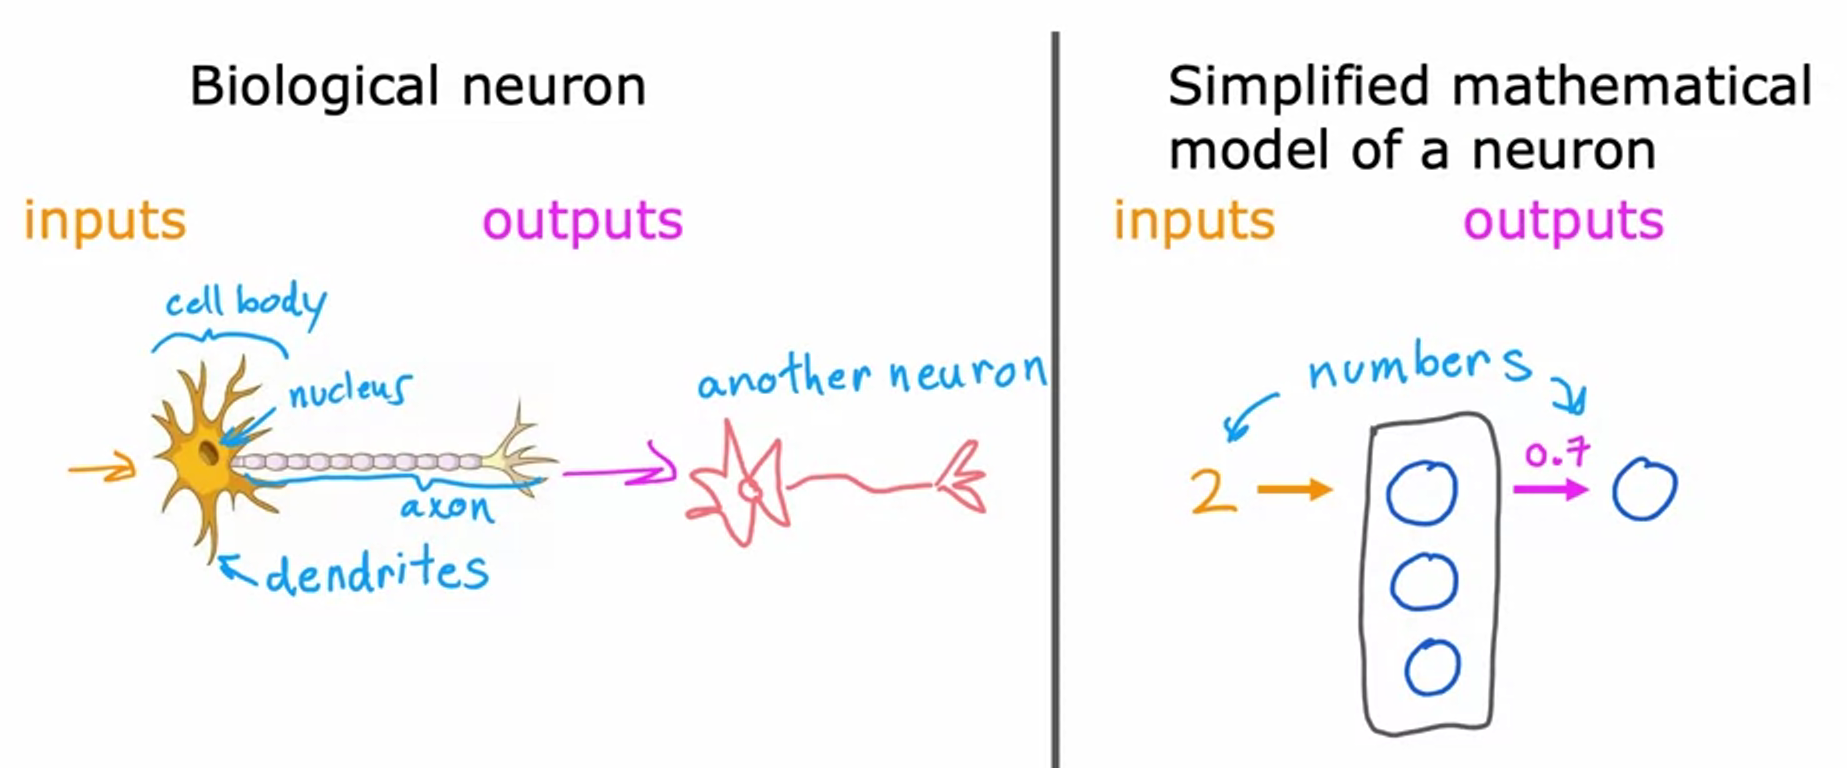 Biological neuron
inputs
outputs
cell body
nucleus
another neuron
axon
dendrites
Simplified mathematical
model of a neuron
inputs
outputs
numbers
0.7
2